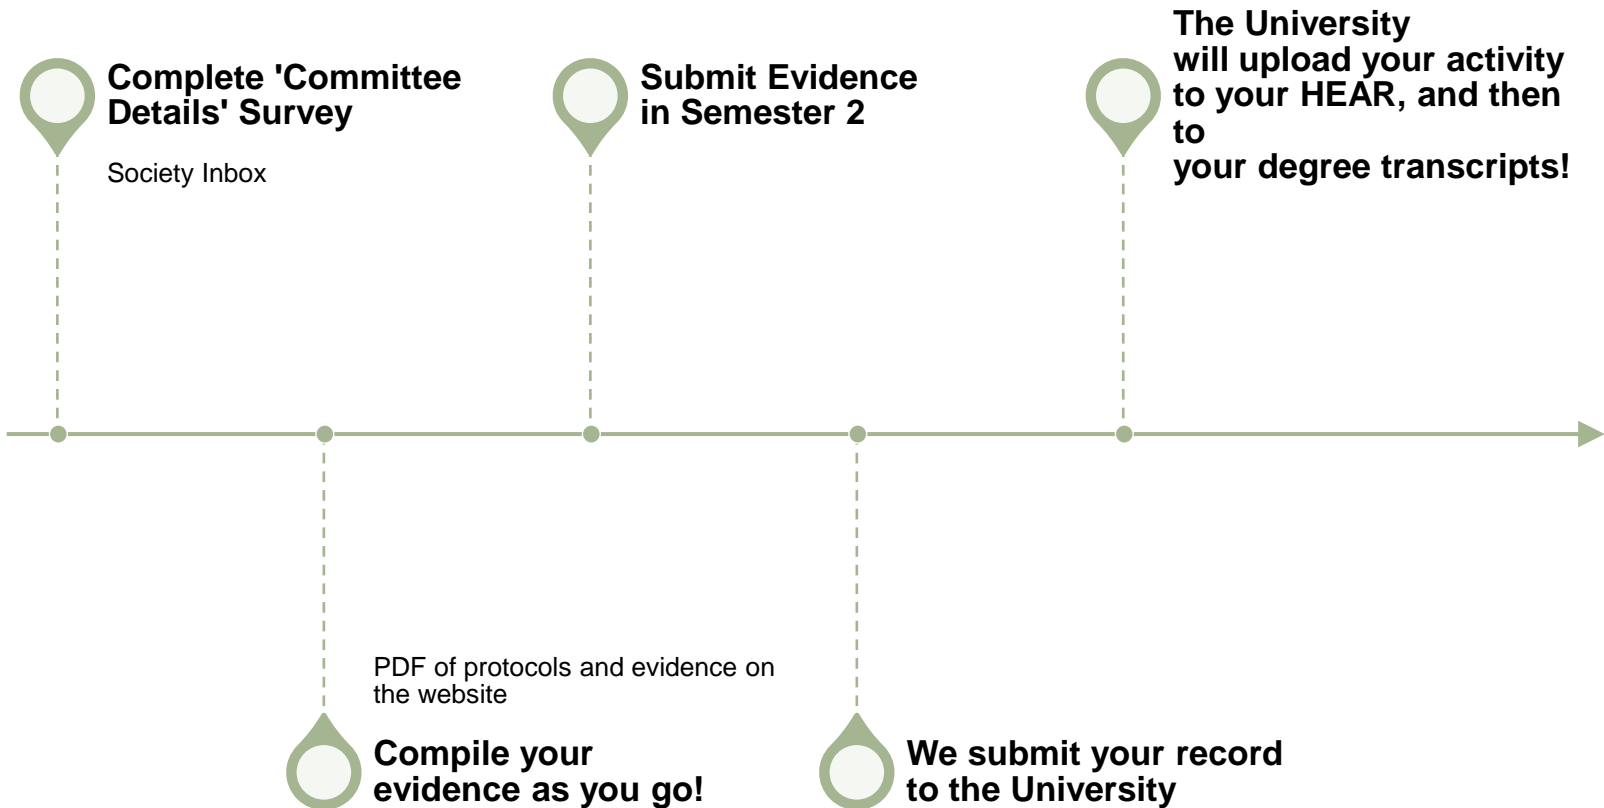 Complete 'Committee
Details' Survey
Society Inbox
PDF of protocols and evidence on
the website
Compile your
evidence as you go!
Submit Evidence
in Semester 2
We submit your record
to the University
The University
will upload your activity
to your HEAR, and then
to
your degree transcripts!